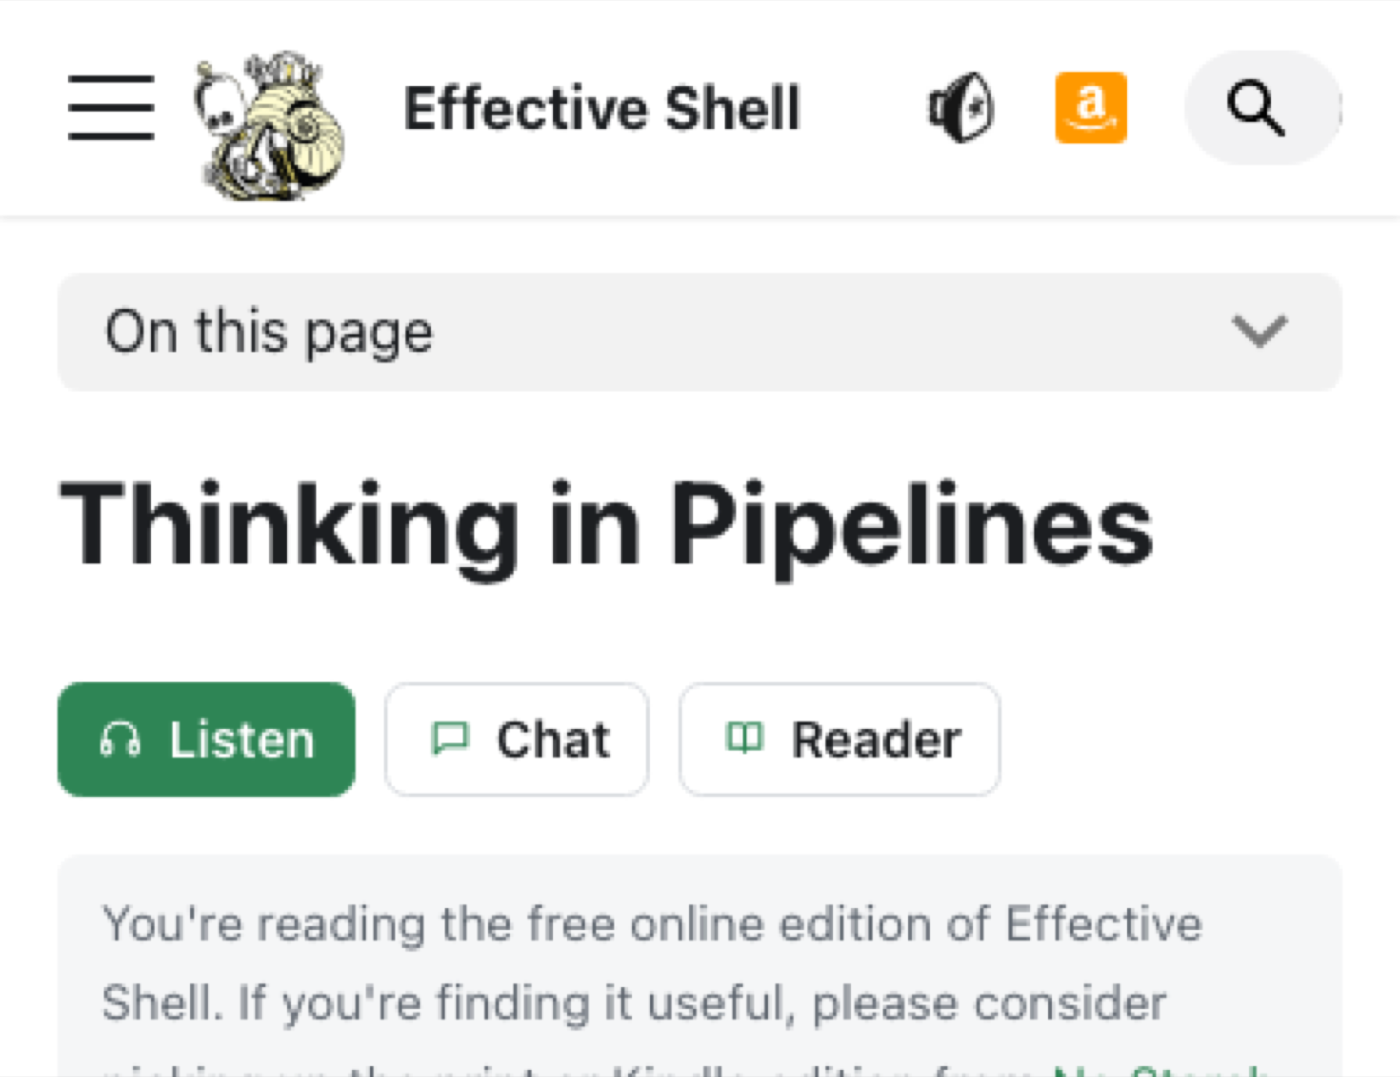 Effective Shell
On this page
Thinking in Pipelines
Listen
Chat
Reader
You're reading the free online edition of Effective
Shell. If you're finding it useful, please consider